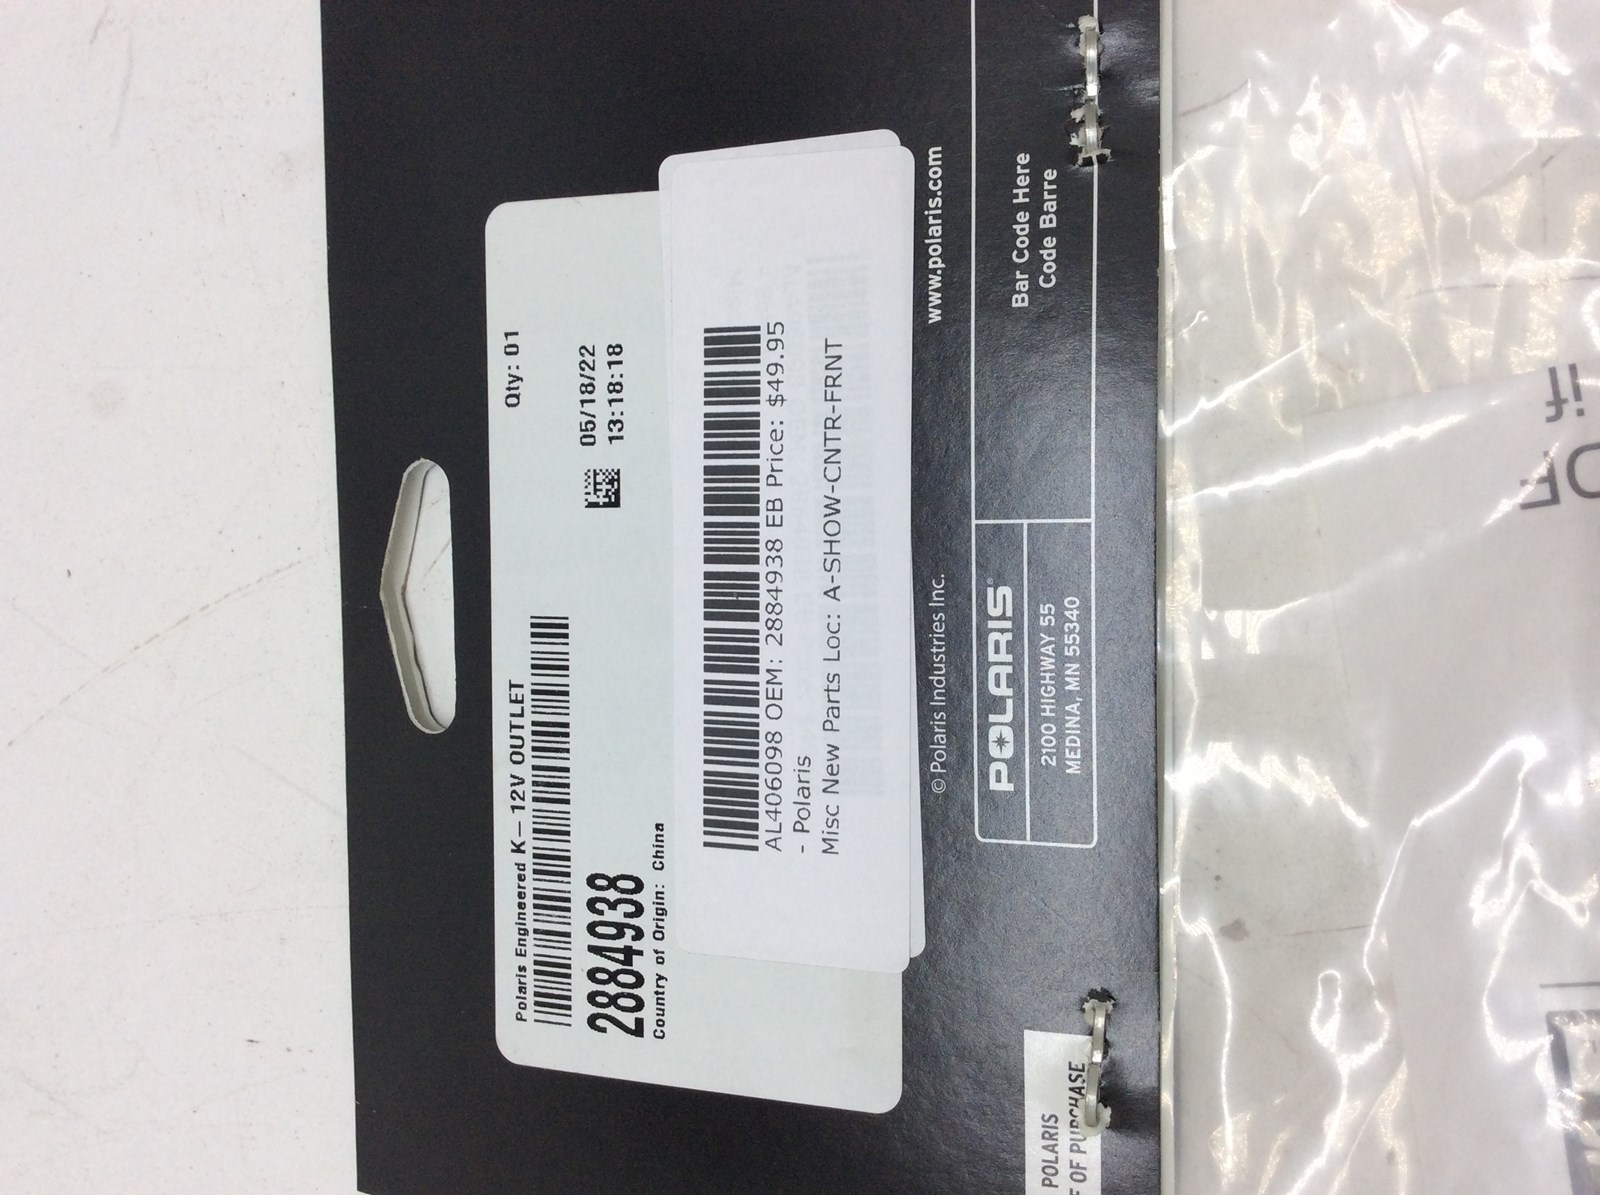 Polaris Engineered K-12V OUTLET
Qty: 01
2884938
05/18/22
13:18:18
Country of Origin: China
AL406098 OEM: 2884938 EB Price: $49.95
- Polaris
Misc New Parts Loc: A-SHOW-CNTR-FRNT
© Polaris Industries Inc.
www.polaris.com
POLARIS®
2100 HIGHWAY 55
MEDINA, MN 55340
Bar Code Here
Code Barre
POLARIS
F OF PURCHASE